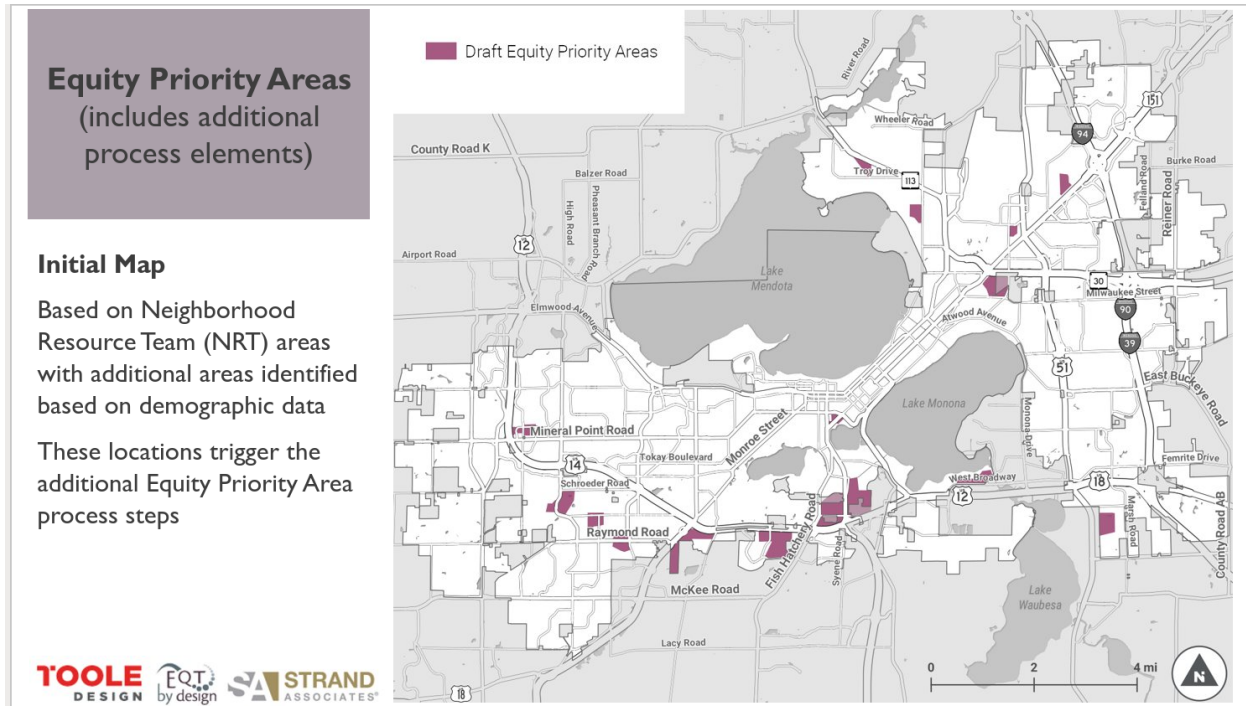 Equity Priority Areas
(includes additional
process elements)
Initial Map
Based on Neighborhood
Resource Team (NRT) areas
with additional areas identified
based on demographic data
These locations trigger the
additional Equity Priority Area
process steps
TOOLE
DESIGN
EQT
by design
SA STRAND
ASSOCIATES®
Draft Equity Priority Areas
River Road
151
Wheeler Road
94
County Road K
Burke Road
Troy Drive
Balzer Road
113
Felland Road
Reiner Road
High Road
Pheasant Branch Road
12
Airport Road
Lake
Mendota
30
Milwaukee Street
Elmwood Avenue
90
Atwood Avenue
39
51
East Buckeye Road
Lake Monona
Monona Drive
Mineral Point Road
Monroe Street
Tokay Boulevard
14
Femrite Drive
Schroeder Road
West Broadway
18
12
Marsh Road
County Road AB
Raymond Road
Fish Hatchery Road
Syene Road
McKee Road
Lake
Waubesa
Lacy Road
0 2 4 mi
N
18